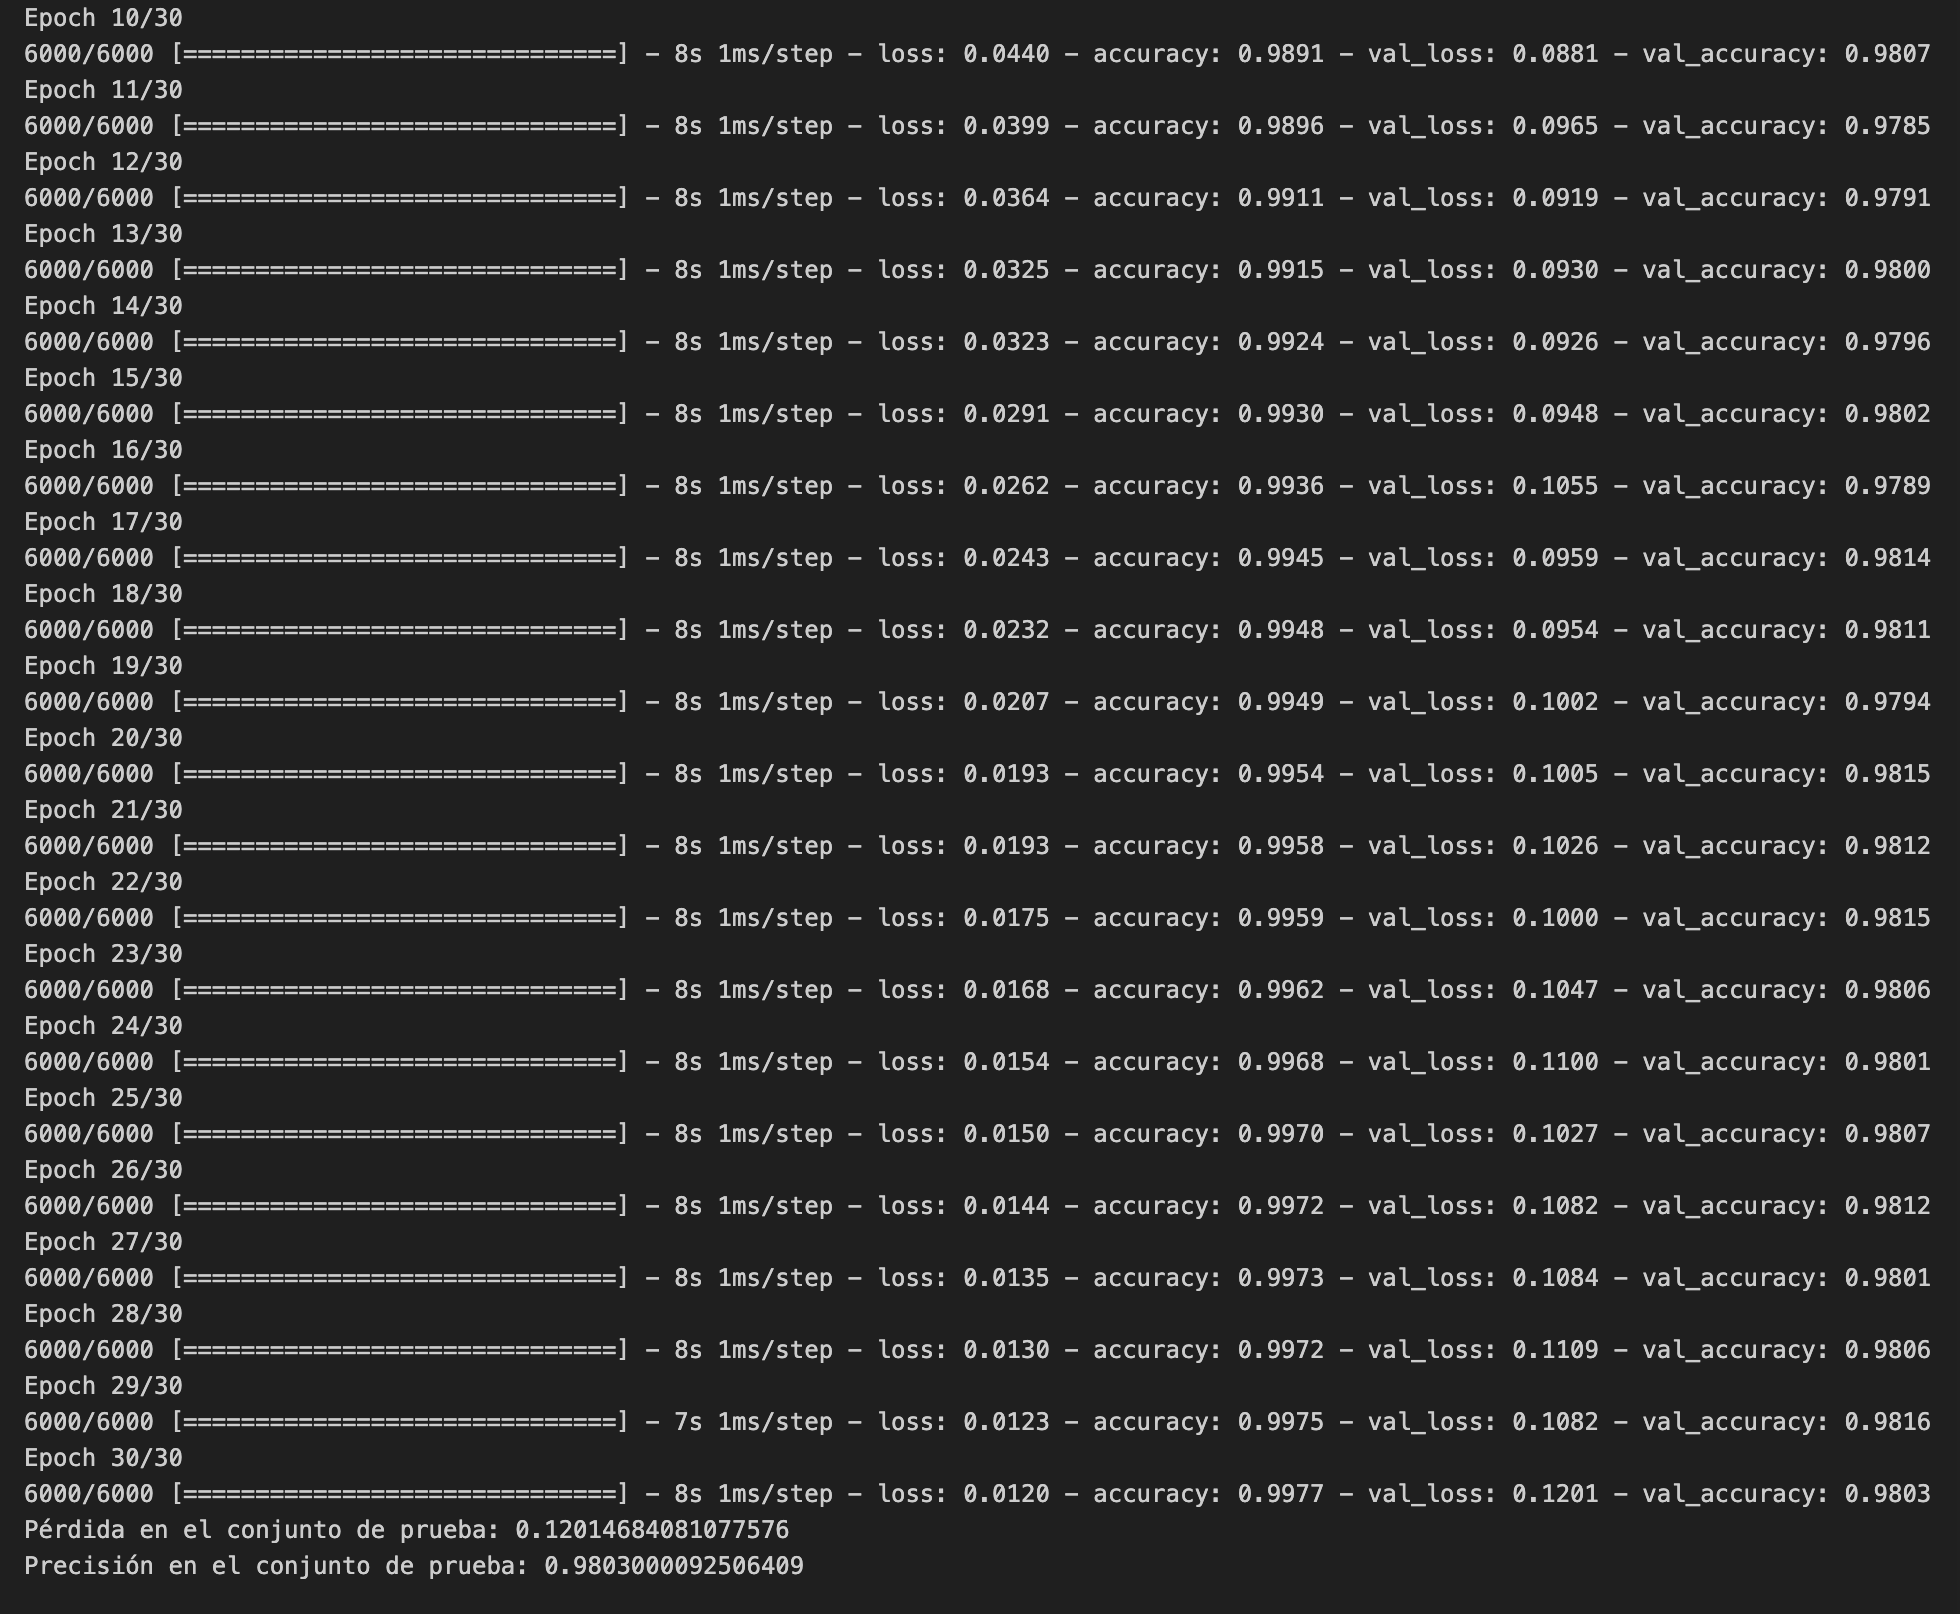 Epoch 10/30
6000/6000 [==============================] - 8s 1ms/step - loss: 0.0440 - accuracy: 0.9891 - val_loss: 0.0881 - val_accuracy: 0.9807
Epoch 11/30
6000/6000 [==============================] - 8s 1ms/step - loss: 0.0399 - accuracy: 0.9896 - val_loss: 0.0965 - val_accuracy: 0.9785
Epoch 12/30
6000/6000 [==============================] - 8s 1ms/step - loss: 0.0364 - accuracy: 0.9911 - val_loss: 0.0919 - val_accuracy: 0.9791
Epoch 13/30
6000/6000 [==============================] - 8s 1ms/step - loss: 0.0325 - accuracy: 0.9915 - val_loss: 0.0930 - val_accuracy: 0.9800
Epoch 14/30
6000/6000 [==============================] - 8s 1ms/step - loss: 0.0323 - accuracy: 0.9924 - val_loss: 0.0926 - val_accuracy: 0.9796
Epoch 15/30
6000/6000 [==============================] - 8s 1ms/step - loss: 0.0291 - accuracy: 0.9930 - val_loss: 0.0948 - val_accuracy: 0.9802
Epoch 16/30
6000/6000 [==============================] - 8s 1ms/step - loss: 0.0262 - accuracy: 0.9936 - val_loss: 0.1055 - val_accuracy: 0.9789
Epoch 17/30
6000/6000 [==============================] - 8s 1ms/step - loss: 0.0243 - accuracy: 0.9945 - val_loss: 0.0959 - val_accuracy: 0.9814
Epoch 18/30
6000/6000 [==============================] - 8s 1ms/step - loss: 0.0232 - accuracy: 0.9948 - val_loss: 0.0954 - val_accuracy: 0.9811
Epoch 19/30
6000/6000 [==============================] - 8s 1ms/step - loss: 0.0207 - accuracy: 0.9949 - val_loss: 0.1002 - val_accuracy: 0.9794
Epoch 20/30
6000/6000 [==============================] - 8s 1ms/step - loss: 0.0193 - accuracy: 0.9954 - val_loss: 0.1005 - val_accuracy: 0.9815
Epoch 21/30
6000/6000 [==============================] - 8s 1ms/step - loss: 0.0193 - accuracy: 0.9958 - val_loss: 0.1026 - val_accuracy: 0.9812
Epoch 22/30
6000/6000 [==============================] - 8s 1ms/step - loss: 0.0175 - accuracy: 0.9959 - val_loss: 0.1000 - val_accuracy: 0.9815
Epoch 23/30
6000/6000 [==============================] - 8s 1ms/step - loss: 0.0168 - accuracy: 0.9962 - val_loss: 0.1047 - val_accuracy: 0.9806
Epoch 24/30
6000/6000 [==============================] - 8s 1ms/step - loss: 0.0154 - accuracy: 0.9968 - val_loss: 0.1100 - val_accuracy: 0.9801
Epoch 25/30
6000/6000 [==============================] - 8s 1ms/step - loss: 0.0150 - accuracy: 0.9970 - val_loss: 0.1027 - val_accuracy: 0.9807
Epoch 26/30
6000/6000 [==============================] - 8s 1ms/step - loss: 0.0144 - accuracy: 0.9972 - val_loss: 0.1082 - val_accuracy: 0.9812
Epoch 27/30
6000/6000 [==============================] - 8s 1ms/step - loss: 0.0135 - accuracy: 0.9973 - val_loss: 0.1084 - val_accuracy: 0.9801
Epoch 28/30
6000/6000 [==============================] - 8s 1ms/step - loss: 0.0130 - accuracy: 0.9972 - val_loss: 0.1109 - val_accuracy: 0.9806
Epoch 29/30
6000/6000 [==============================] - 7s 1ms/step - loss: 0.0123 - accuracy: 0.9975 - val_loss: 0.1082 - val_accuracy: 0.9816
Epoch 30/30
6000/6000 [==============================] - 8s 1ms/step - loss: 0.0120 - accuracy: 0.9977 - val_loss: 0.1201 - val_accuracy: 0.9803
Pérdida en el conjunto de prueba: 0.12014684081077576
Precisión en el conjunto de prueba: 0.9803000092506409